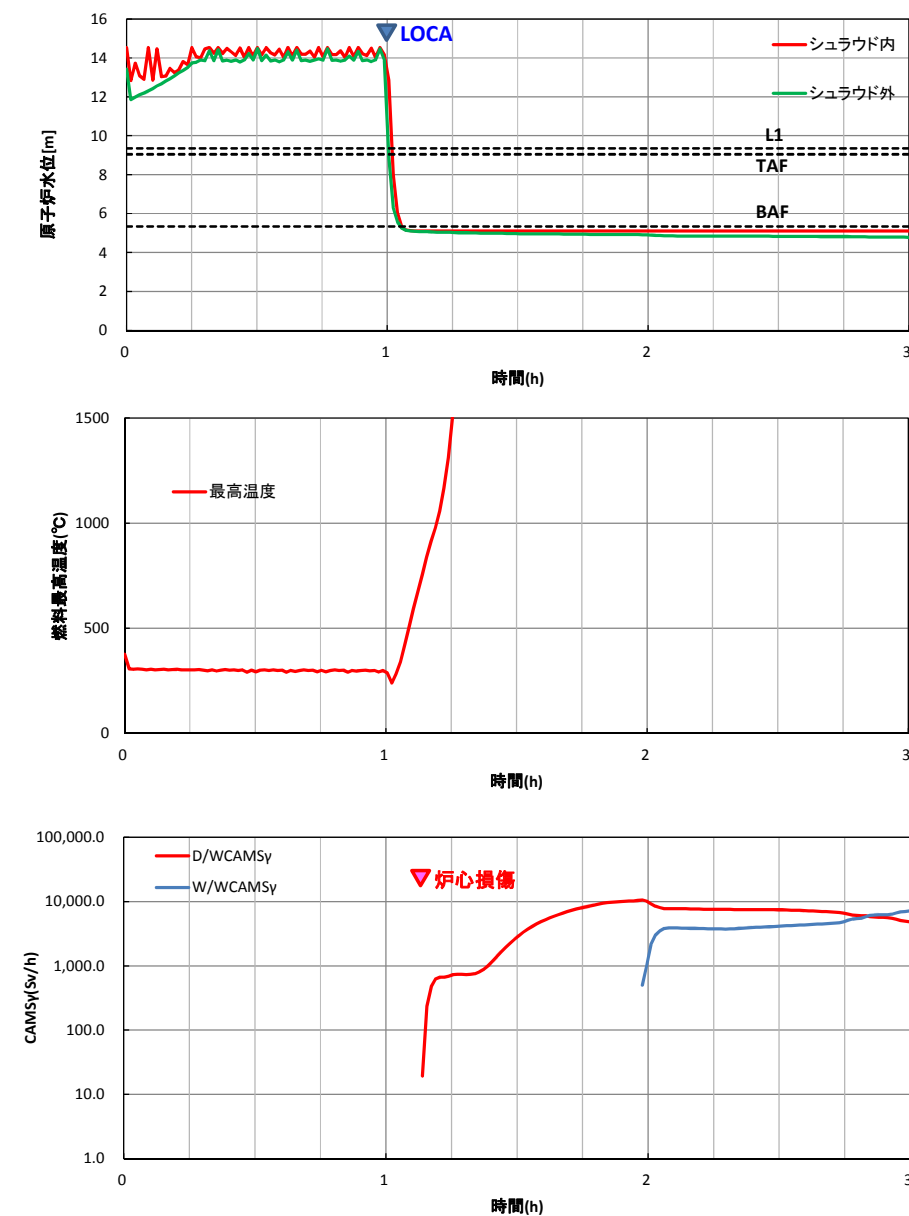 16
14
12
10
8
6
4
2
0
原子炉水位[m]
LOCA
シュラウド内
シュラウド外
L1
TAF
BAF
0
1
2
3
時間(h)
1500
1000
500
0
燃料最高温度(℃)
最高温度
0
1
2
3
時間(h)
100,000.0
10,000.0
1,000.0
100.0
10.0
1.0
CAMSγ(Sv/h)
D/WCAMSγ
W/WCAMSγ
炉心損傷
0
1
2
3
時間(h)